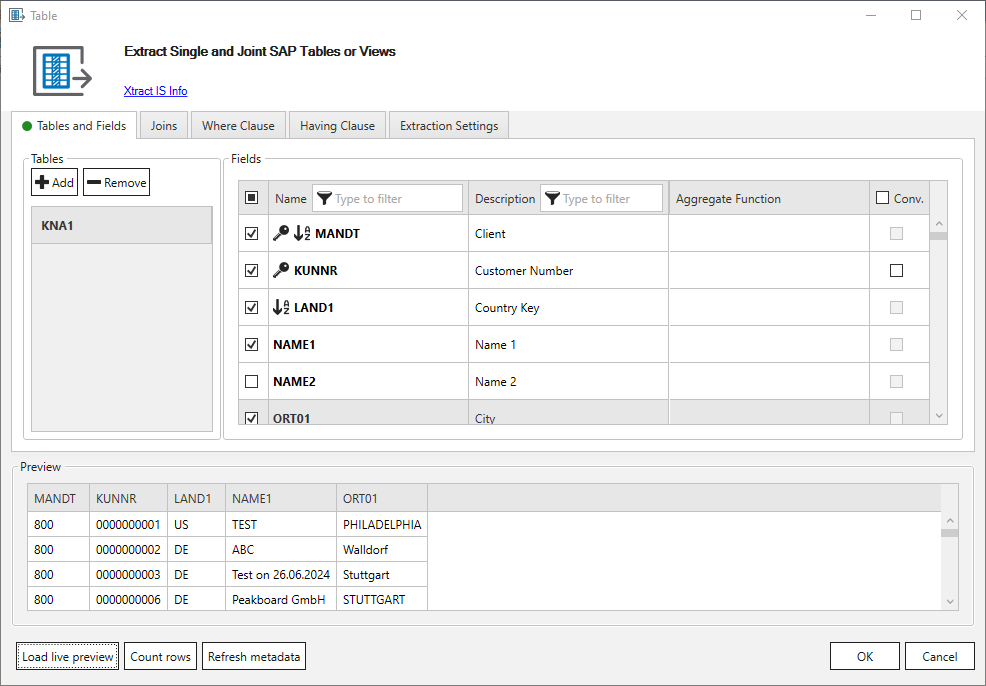 Table
Extract Single and Joint SAP Tables or Views
Xtract IS Info
Tables and Fields Joins Where Clause Having Clause Extraction Settings
Tables Fields
Add Remove
KNA1
Name Type to filter Description Type to filter Aggregate Function Conv.
MANDT Client
KUNNR Customer Number
LAND1 Country Key
NAME1 Name 1
NAME2 Name 2
ORT01 City
Preview
MANDT KUNNR LAND1 NAME1 ORT01
800 0000000001 US TEST PHILADELPHIA
800 0000000002 DE ABC Walldorf
800 0000000003 DE Test on 26.06.2024 Stuttgart
800 0000000006 DE Peakboard GmbH STUTTGART
Load live preview Count rows Refresh metadata OK Cancel